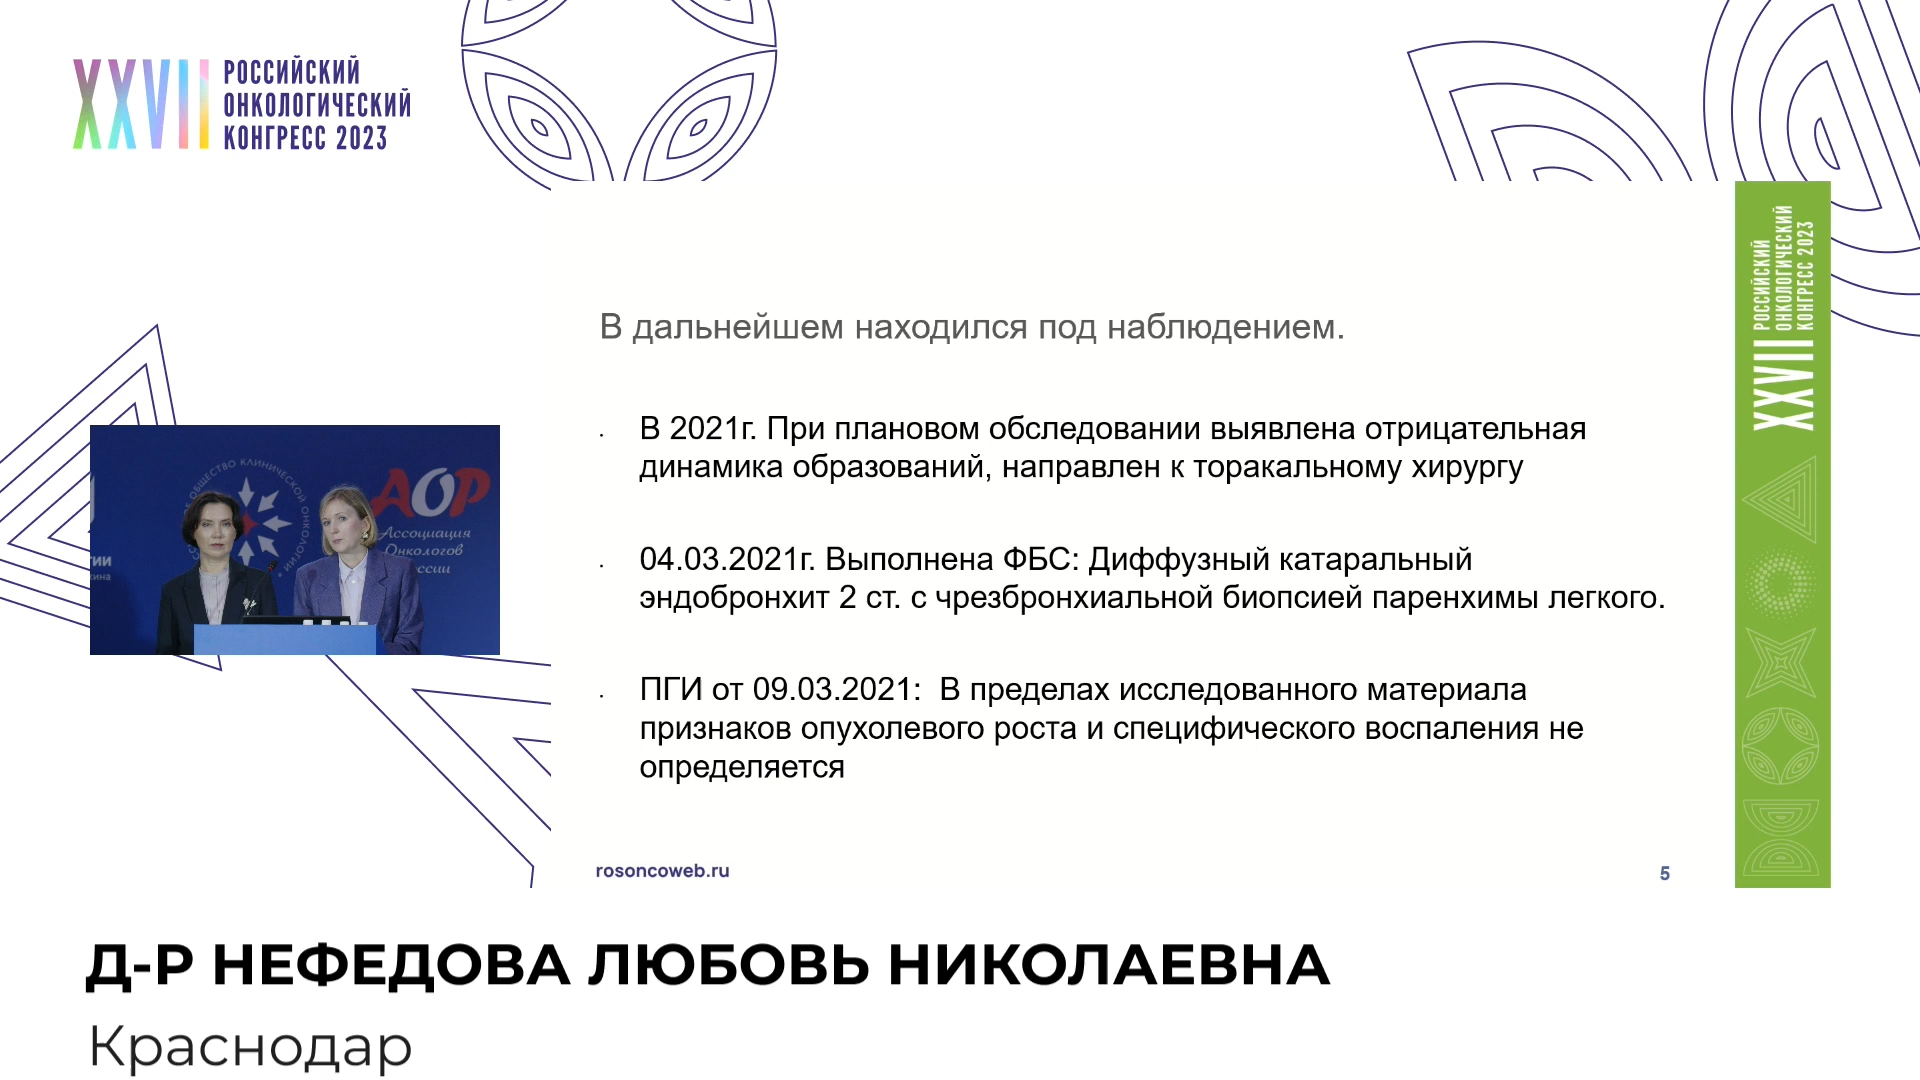 XXVII
РОССИЙСКИЙ
ОНКОЛОГИЧЕСКИЙ
КОНГРЕСС 2023
В дальнейшем находился под наблюдением.
В 2021г. При плановом обследовании выявлена отрицательная
динамика образований, направлен к торакальному хирургу
04.03.2021г. Выполнена ФБС: Диффузный катаральный
эндобронхит 2 ст. с чрезбронхиальной биопсией паренхимы легкого.
ПГИ от 09.03.2021:  В пределах исследованного материала
признаков опухолевого роста и специфического воспаления не
определяется
rosoncoweb.ru
5
XXVII
РОССИЙСКИЙ
ОНКОЛОГИЧЕСКИЙ
КОНГРЕСС 2023
ОБЩЕСТВО КЛИНИЧЕСКОЙ ОНКОЛОГИИ
АОР
Ассоциация
Онкологов
Д-Р НЕФЕДОВА ЛЮБОВЬ НИКОЛАЕВНА
Краснодар